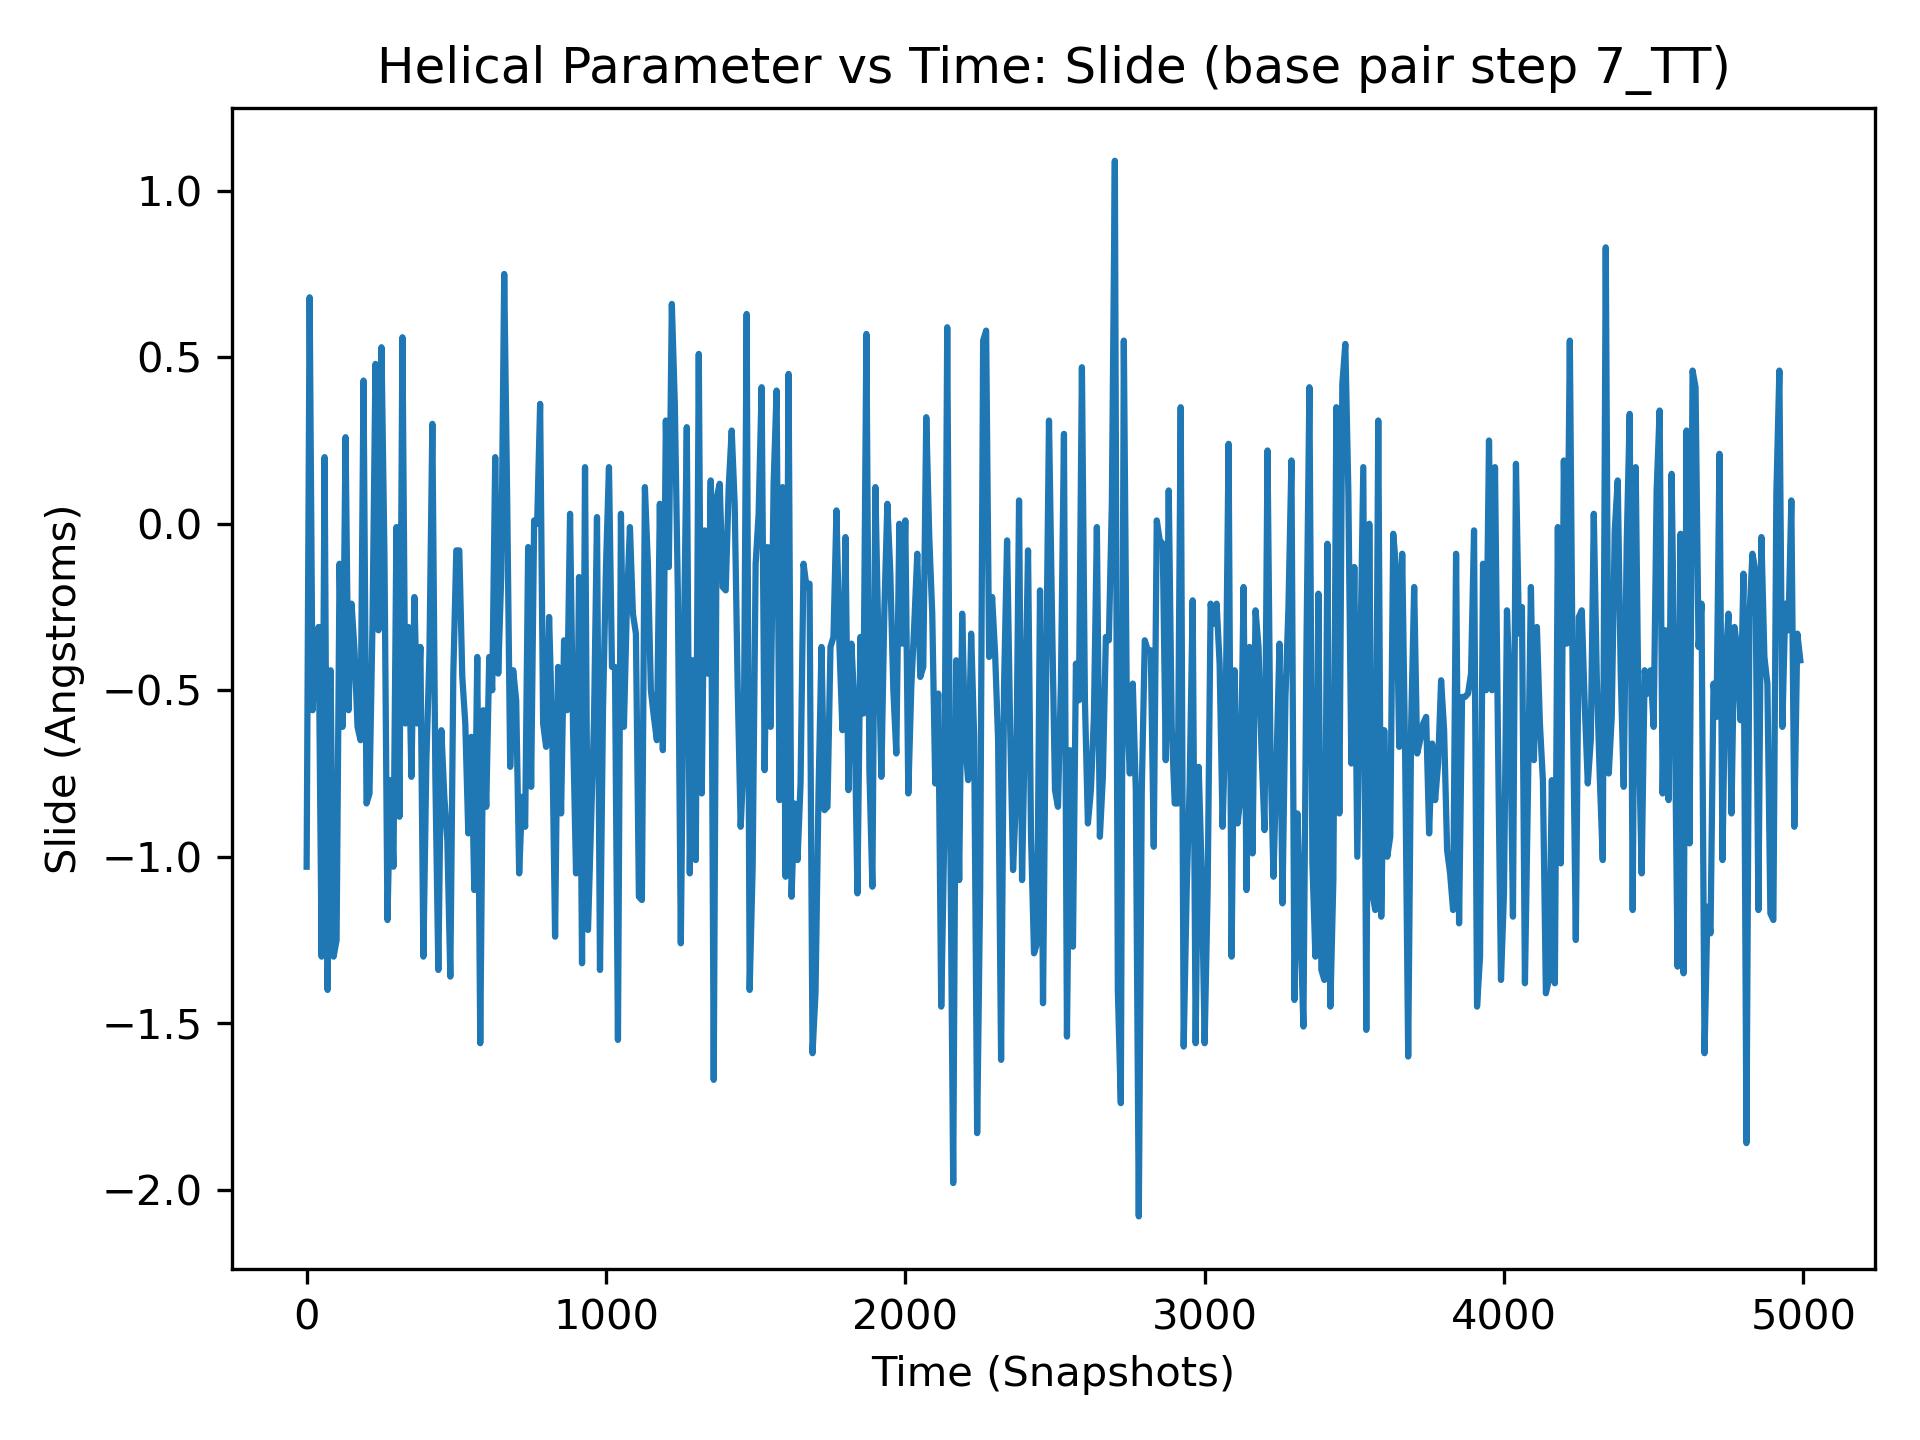 Helical Parameter vs Time: Slide (base pair step 7_TT)
1.0
0.5
0.0
−0.5
−1.0
−1.5
−2.0
Slide (Angstroms)
0 1000 2000 3000 4000 5000
Time (Snapshots)